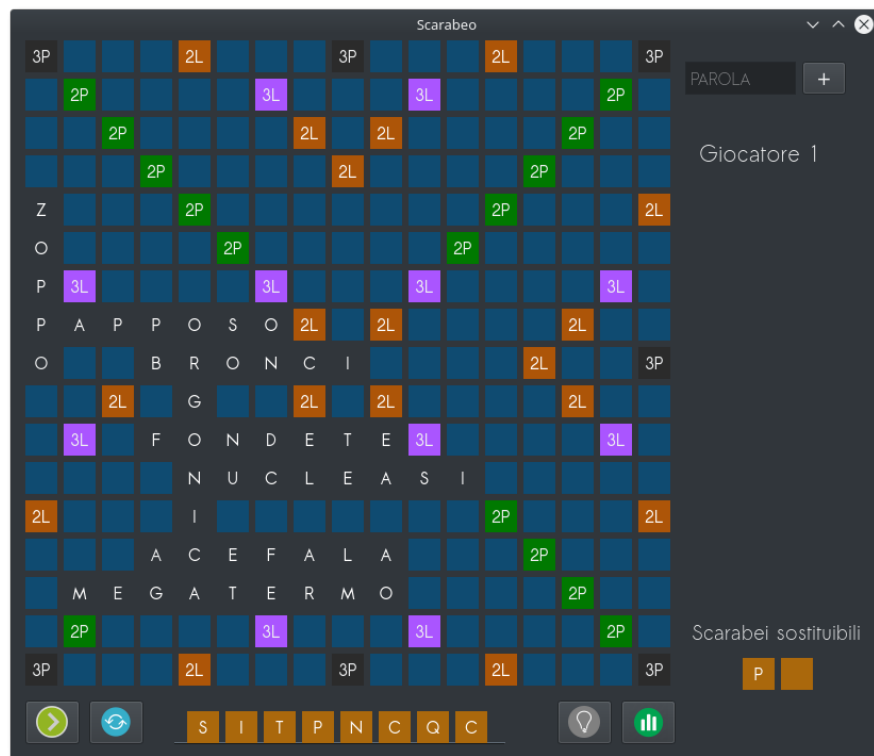 Scarabeo
3P 2L 3P 2L 3P
2P 3L 3L 2P
2P 2L 2L 2P
2P 2L 2P
Z 2P 2P 2L
O 2P 2P
P 3L 3L 3L 3L
P A P P O S O 2L 2L 2L
O B R O N C I 2L 3P
2L G 2L 2L 2L
3L F O N D E T E 3L 3L
N U C L E A S I
2L I 2P 2L
A C E F A L A 2P
M E G A T E R M O 2P
2P 3L 3L 2P
3P 2L 3P 2L 3P
S I T P N C Q C
PAROLA +
Giocatore 1
Scarabei sostituibili
P